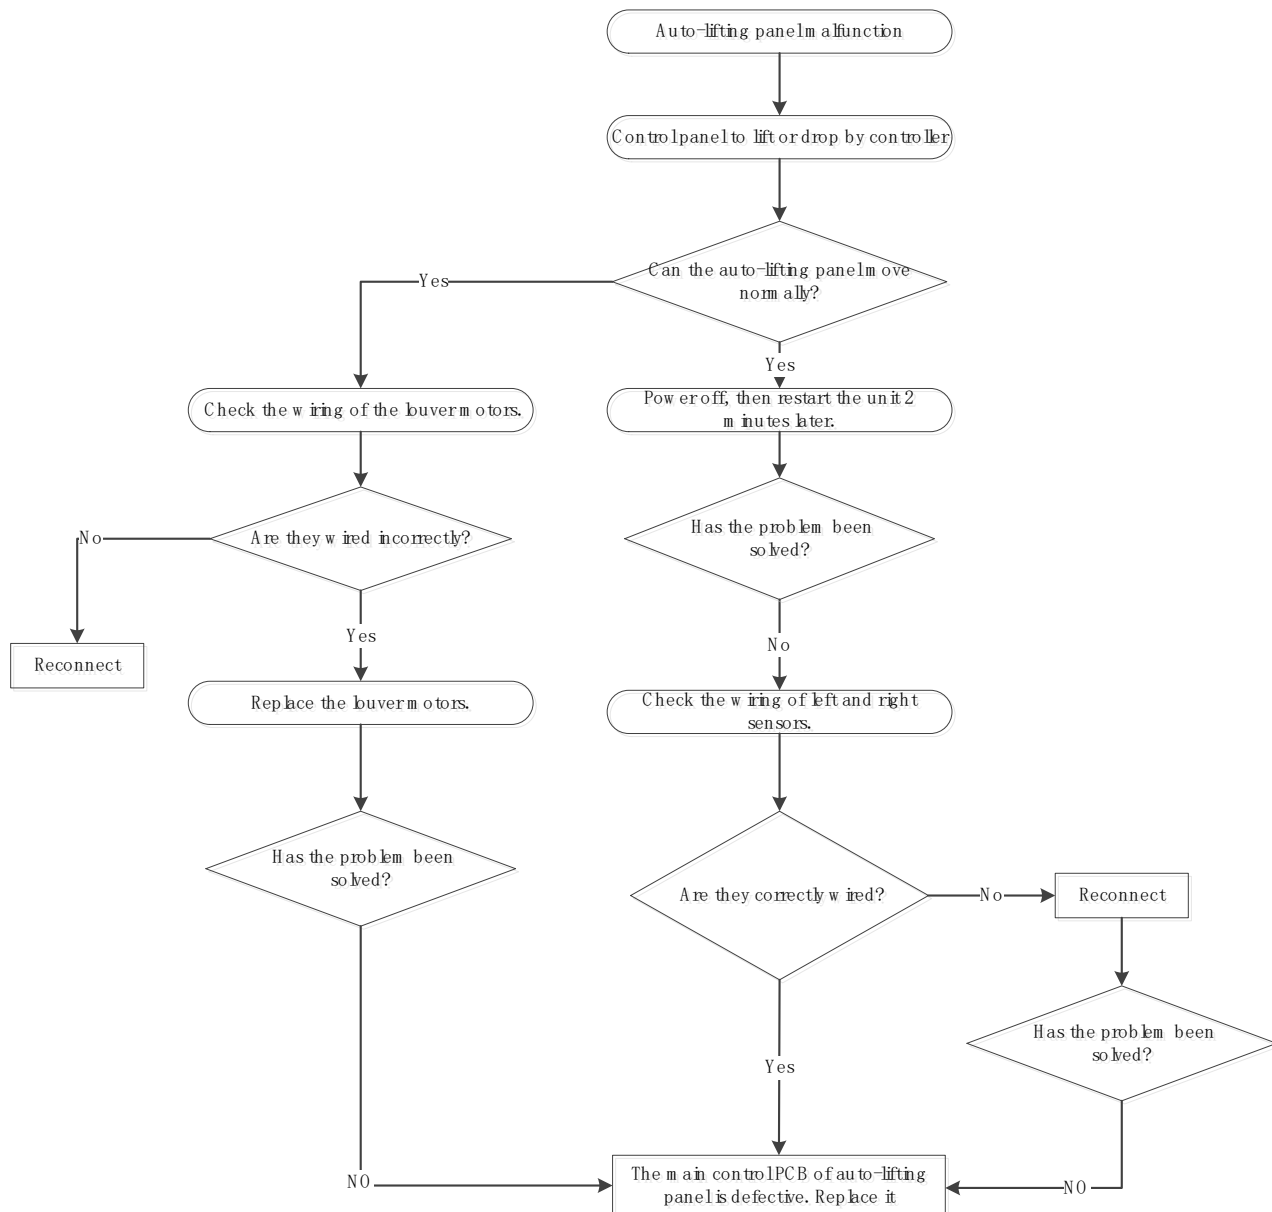 Auto-lifting panel malfunction
Control panel to lift or drop by controller
Can the auto-lifting panel move
normally?
Yes
Yes
Check the wiring of the louver motors.
Power off, then restart the unit 2
minutes later.
Are they wired incorrectly?
No
Has the problem been
solved?
Yes
No
Reconnect
Replace the louver motors.
Check the wiring of left and right
sensors.
Has the problem been
solved?
Are they correctly wired?
No
Reconnect
Has the problem been
solved?
Yes
NO
NO
The main control PCB of auto-lifting
panel is defective. Replace it